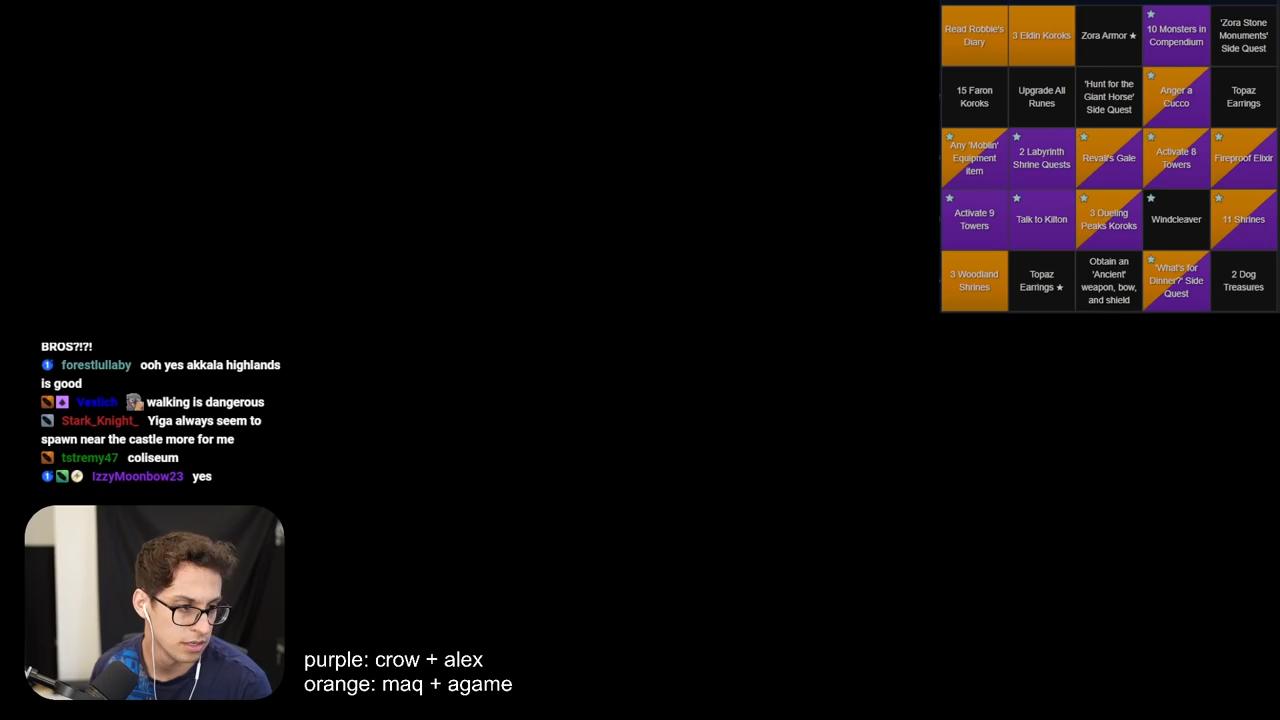 Read Robbie's
Diary
3 Eldin Koroks
Zora Armor ★
10 Monsters in
Compendium
'Zora Stone
Monuments'
Side Quest
15 Faron
Koroks
Upgrade All
Runes
'Hunt for the
Giant Horse'
Side Quest
Anger a
Cucco
Topaz
Earrings
Any 'Moblin'
Equipment
item
2 Labyrinth
Shrine Quests
Revali's Gale
Activate 8
Towers
Fireproof Elixir
Activate 9
Towers
Talk to Kilton
3 Dueling
Peaks Koroks
Windcleaver
11 Shrines
3 Woodland
Shrines
Topaz
Earrings ★
Obtain an
'Ancient'
weapon, bow,
and shield
'What's for
Dinner?' Side
Quest
2 Dog
Treasures
BROS?!?!
forestlullaby ooh yes akkala highlands
is good
walking is dangerous
Stark_Knight_ Yiga always seem to
spawn near the castle more for me
tstremy47 coliseum
IzzyMoonbow23 yes
purple: crow + alex
orange: maq + agame